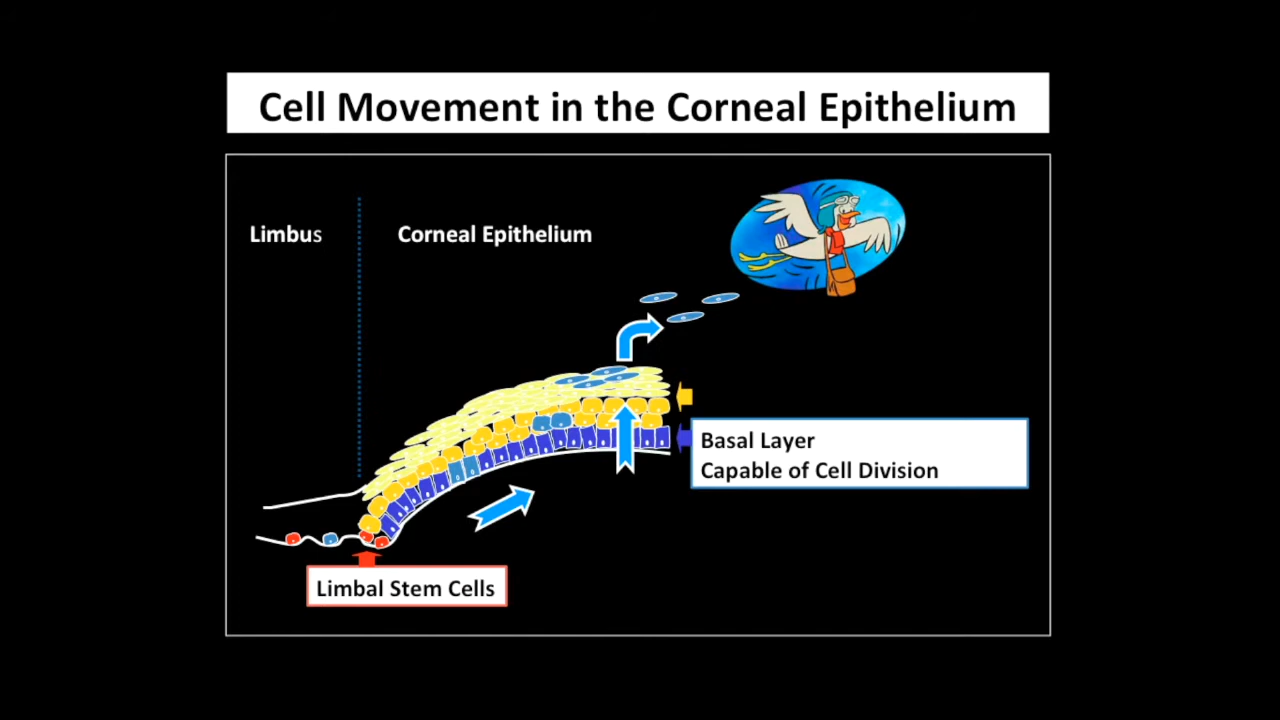 Cell Movement in the Corneal Epithelium
Limbus
Corneal Epithelium
Basal Layer
Capable of Cell Division
Limbal Stem Cells